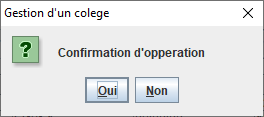 Gestion d'un colege
Confirmation d'opperation
Oui
Non